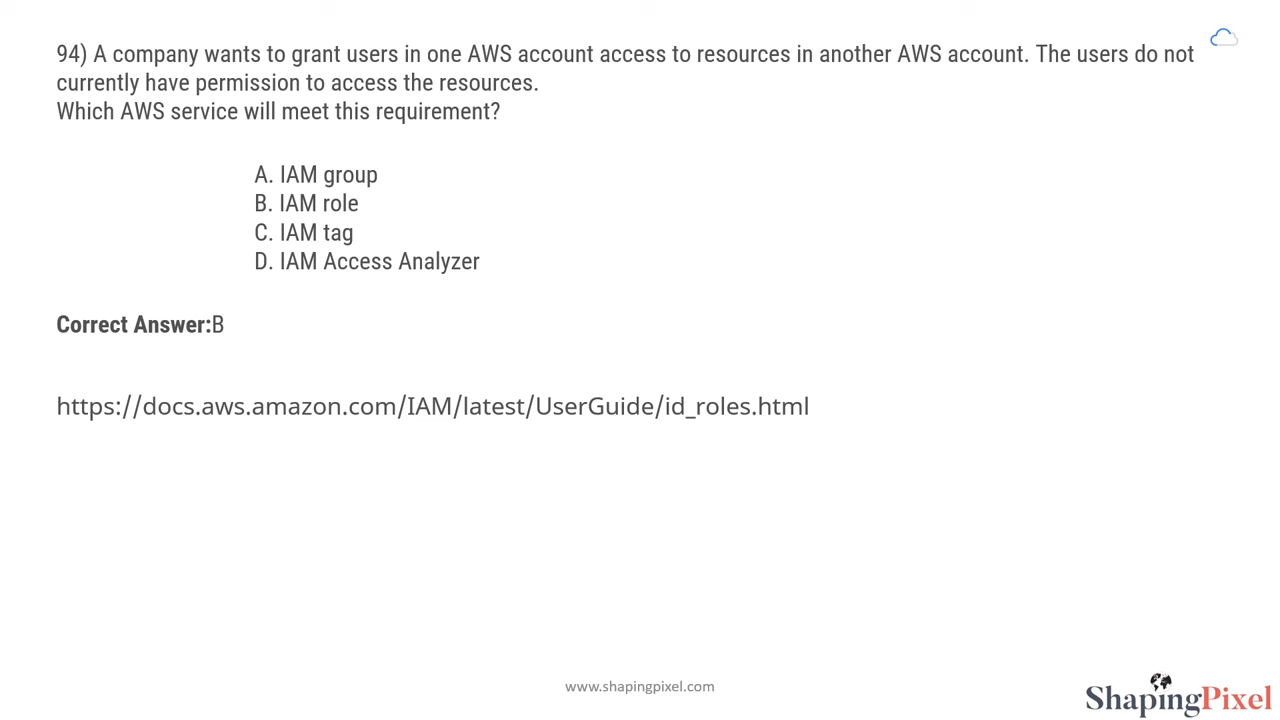 94) A company wants to grant users in one AWS account access to resources in another AWS account. The users do not
currently have permission to access the resources.
Which AWS service will meet this requirement?
A. IAM group
B. IAM role
C. IAM tag
D. IAM Access Analyzer
Correct Answer:B
https://docs.aws.amazon.com/IAM/latest/UserGuide/id_roles.html
www.shapingpixel.com
ShapingPixel